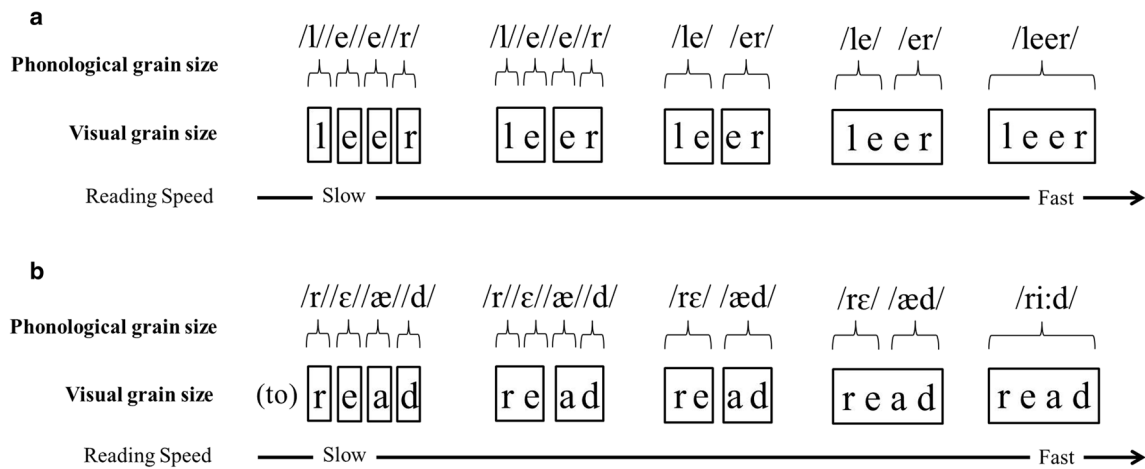 a
/l//e//e//r/ /l//e//e//r/ /le/ /er/ /le/ /er/ /leer/
Phonological grain size
Visual grain size l e e r l e e r l e e r l e e r l e e r
Reading Speed Slow Fast
b
/r//ɛ//æ//d/ /r//ɛ//æ//d/ /rɛ/ /æd/ /rɛ/ /æd/ /ri:d/
Phonological grain size
Visual grain size (to) r e a d r e a d r e a d r e a d r e a d
Reading Speed Slow Fast